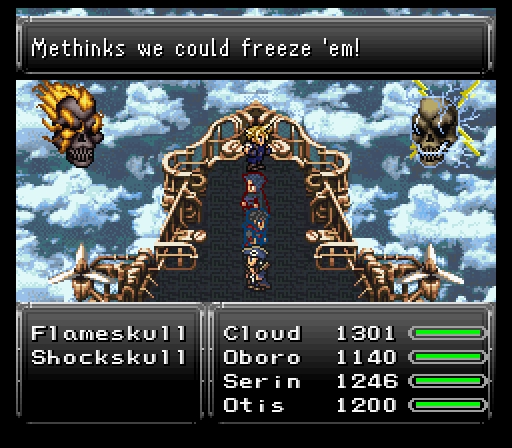 Methinks we could freeze 'em!
Flameskull
Shockskull
Cloud 1301
Oboro 1140
Serin 1246
Otis 1200